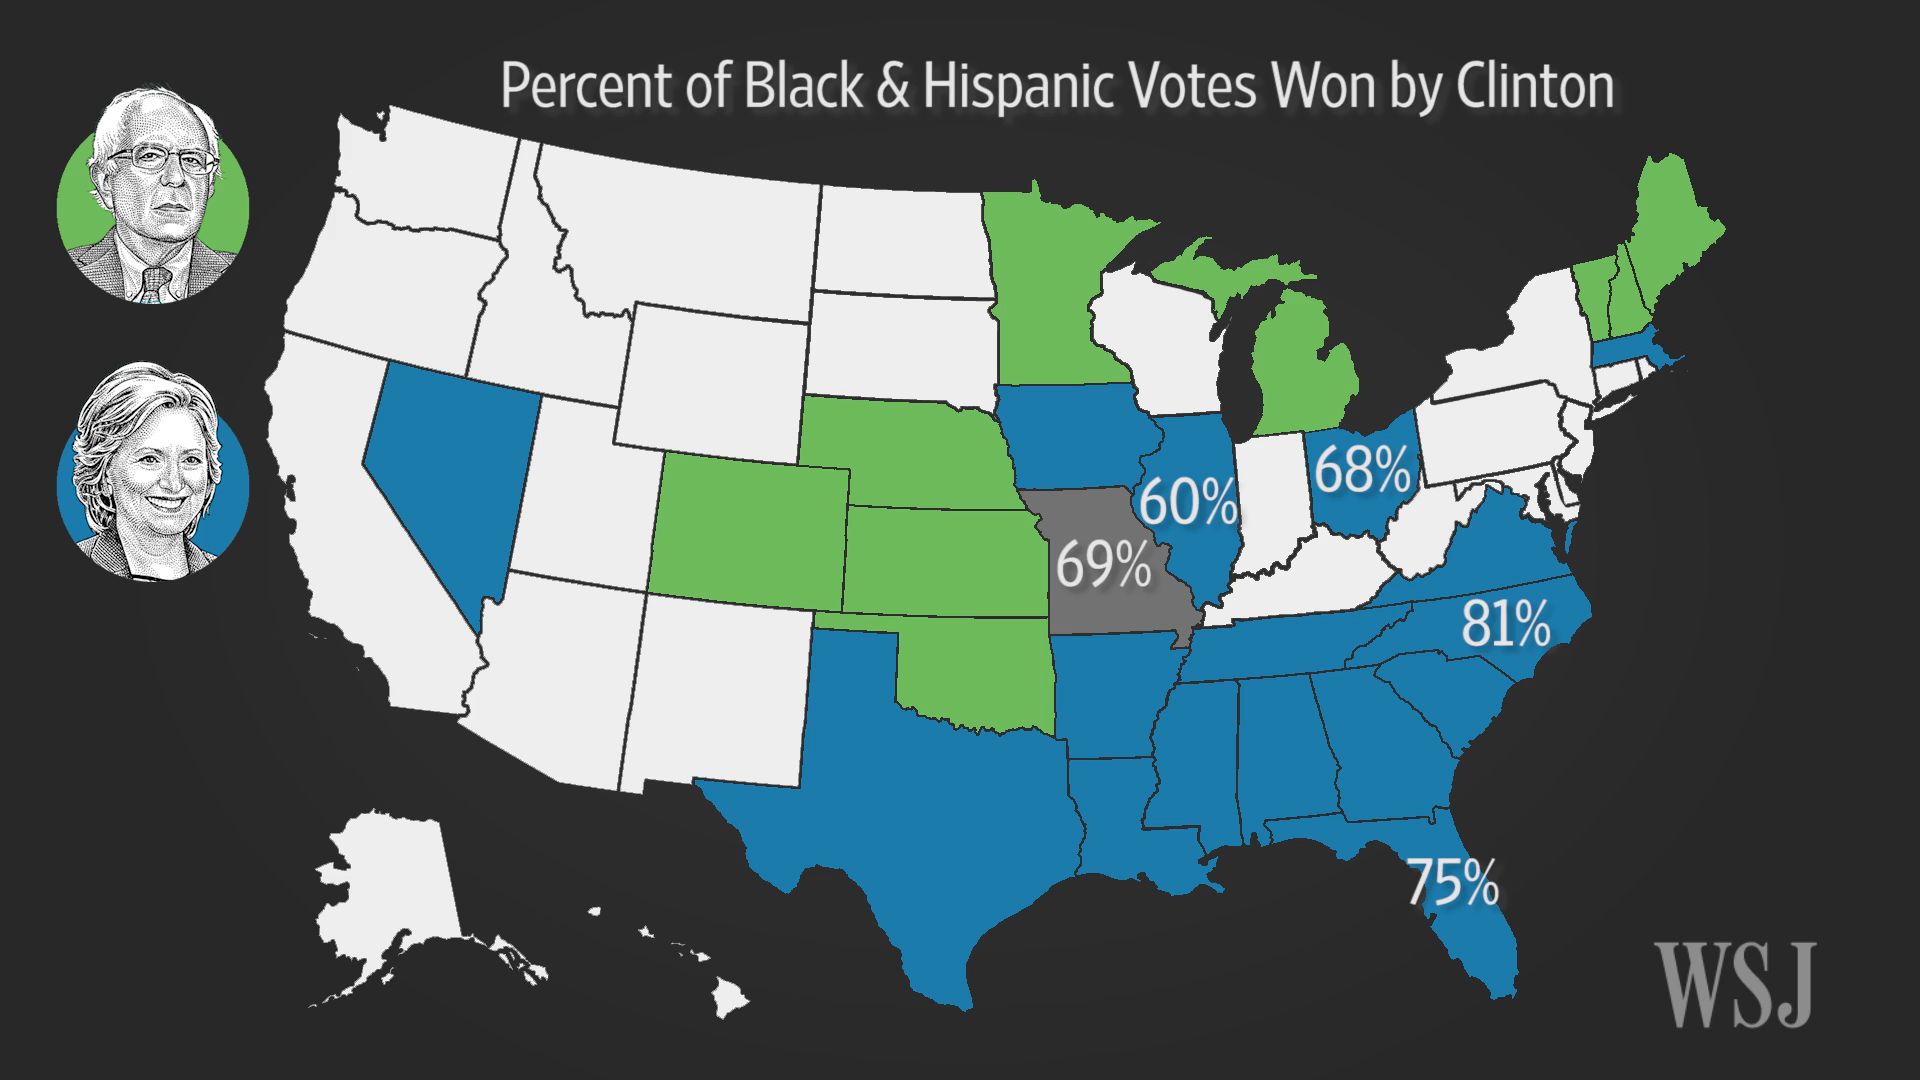 Percent of Black & Hispanic Votes Won by Clinton
68%
60%
69%
81%
75%
WSJ